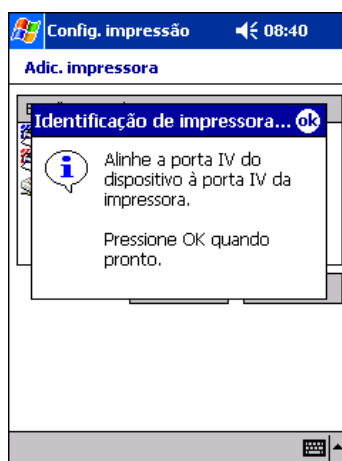 Config. impressão 08:40
Adic. impressora
Identificação de impressora... ok
Alinhe a porta IV do
dispositivo à porta IV da
impressora.
Pressione OK quando
pronto.